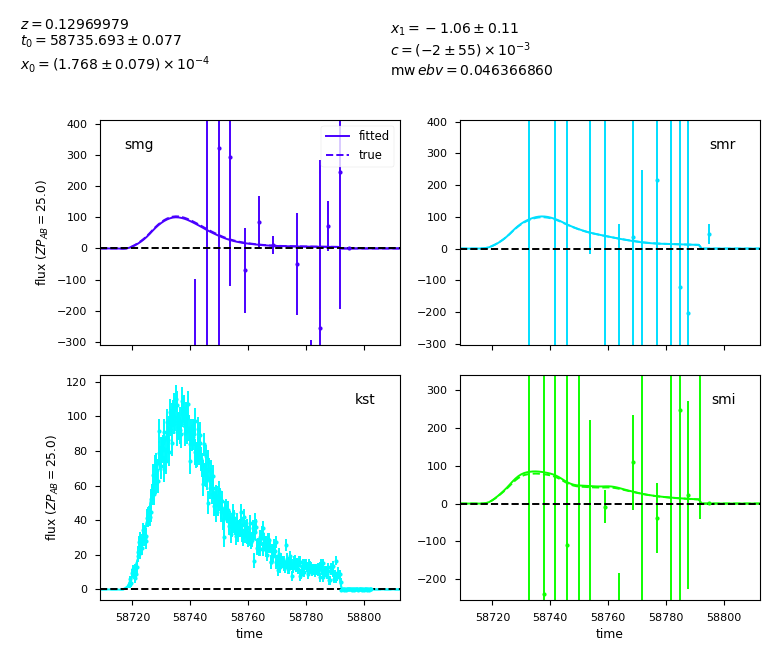 z = 0.12969979
t₀ = 58735.693 ± 0.077
x₀ = (1.768 ± 0.079) × 10⁻⁴
x₁ = −1.06 ± 0.11
c = (−2 ± 55) × 10⁻³
mw ebv = 0.046366860
400
300
200
100
0
−100
−200
−300
flux (ZP_AB = 25.0)
smg
fitted
true
400
300
200
100
0
−100
−200
−300
smr
120
100
80
60
40
20
0
flux (ZP_AB = 25.0)
kst
58720
58740
58760
58780
58800
time
300
200
100
0
−100
−200
smi
58720
58740
58760
58780
58800
time